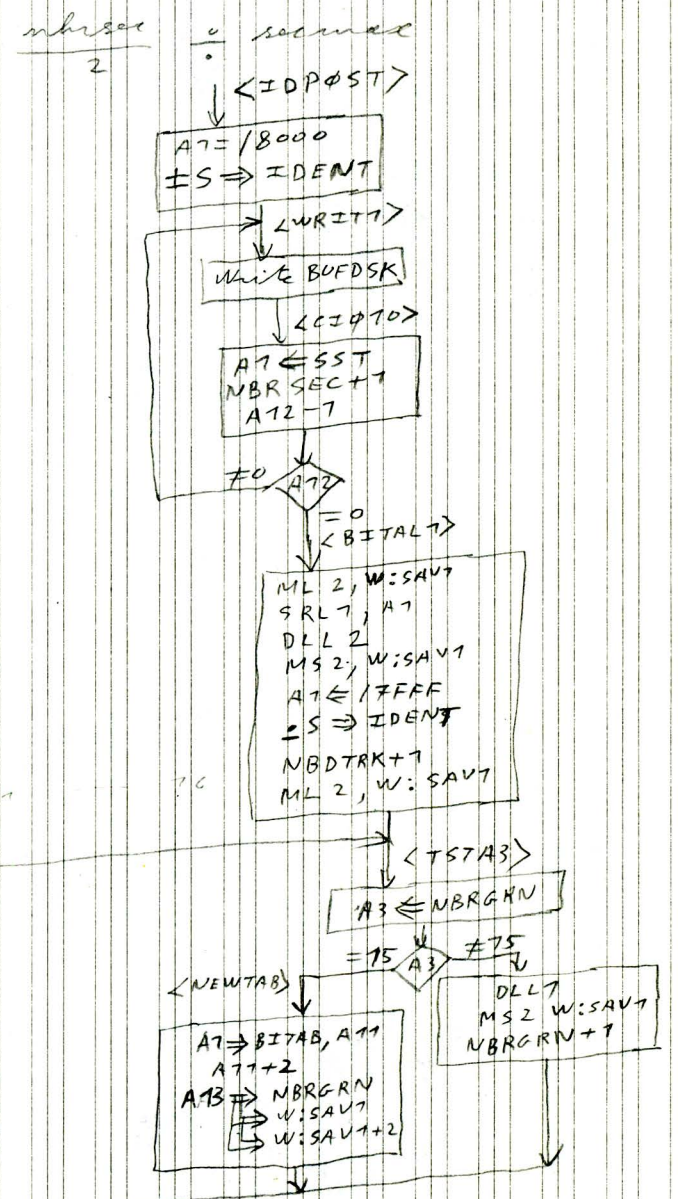 nbrsec ÷ secmax
2
<IDPØST>
A1=/8000
±S ⇒ IDENT
<WRIT1>
Write BUFDSK
<CIØ10>
A1 ⇐ SST
NBRSEC+1
A12-1
≠0 A12
=0
<BITAL1>
ML 2, W:SAV1
SRL1, A1
DLL 2
MS2, W:SAV1
A1 ⇐ /7FFF
±S ⇒ IDENT
NBDTRK+1
ML 2, W:SAV1
<TSTA3>
A3 ⇐ NBRGRN
=15 A3 ≠15
<NEWTAB>
DLL1
MS2 W:SAV1
NBRGRN+1
A1 ⇒ BITAB, A11
A11+2
A13 ⇒ NBRGRN
⇒ W:SAV1
⇒ W:SAV1+2